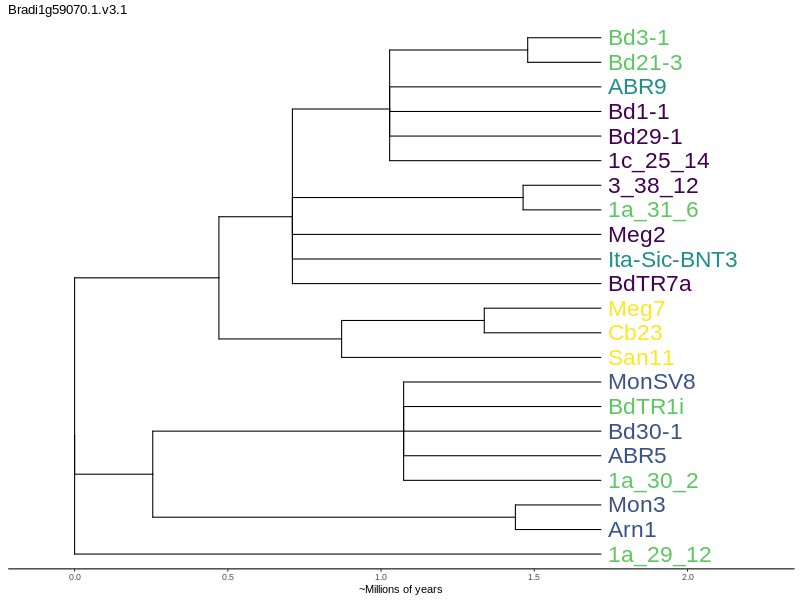 Bradi1g59070.1.v3.1
Bd3-1
Bd21-3
ABR9
Bd1-1
Bd29-1
1c_25_14
3_38_12
1a_31_6
Meg2
Ita-Sic-BNT3
BdTR7a
Meg7
Cb23
San11
MonSV8
BdTR1i
Bd30-1
ABR5
1a_30_2
Mon3
Arn1
1a_29_12
0.0 0.5 1.0 1.5 2.0
~Millions of years